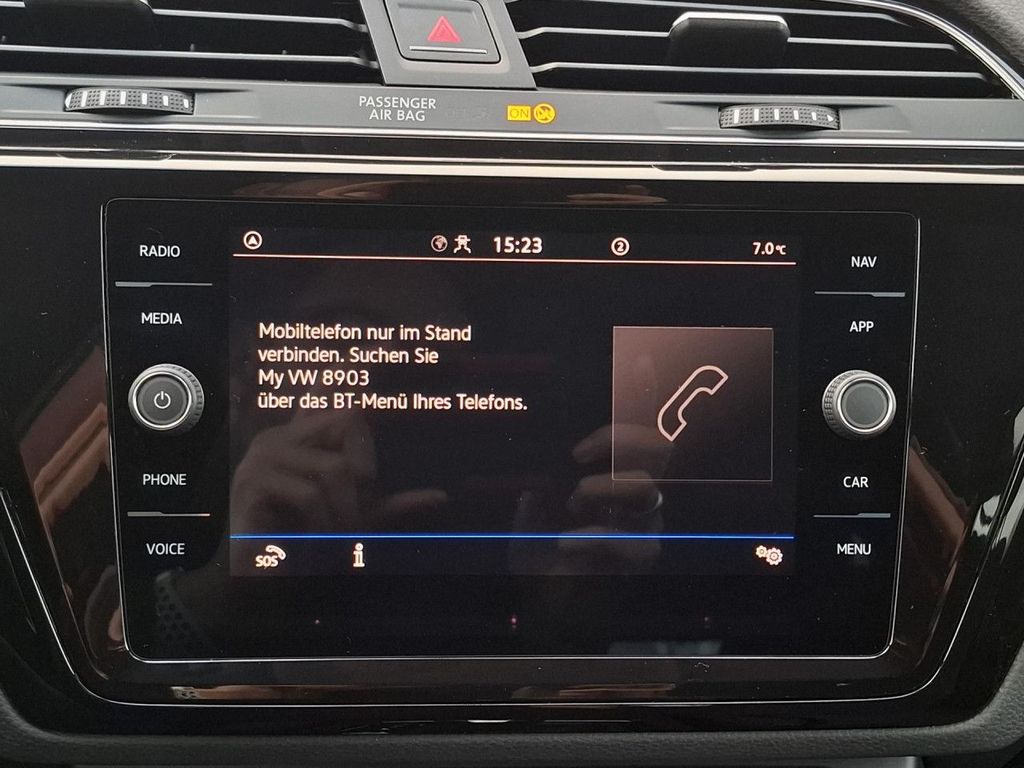 PASSENGER
AIR BAG
ON
RADIO
MEDIA
PHONE
VOICE
15:23
2
7.0°C
Mobiltelefon nur im Stand
verbinden. Suchen Sie
My VW 8903
über das BT-Menü Ihres Telefons.
SOS
i
NAV
APP
CAR
MENU